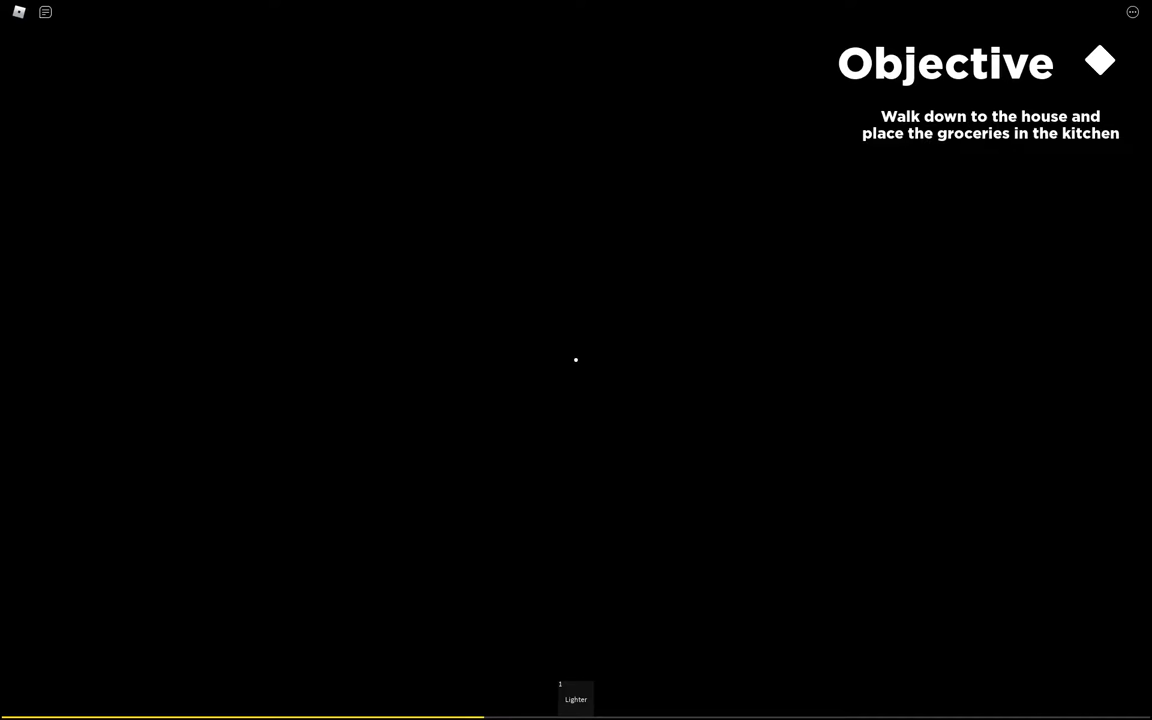 Objective
Walk down to the house and
place the groceries in the kitchen
1
Lighter